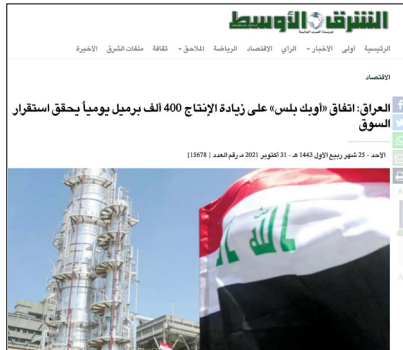 الشرق الأوسط
الرئيسية أولى الأخبار الرأي الاقتصاد الرياضة الملاحق ثقافة ملفات الشرق الأخيرة
الاقتصاد
العراق: اتفاق «أوبك بلس» على زيادة الإنتاج 400 ألف برميل يومياً يحقق استقرار
السوق
الأحد - 25 شهر ربيع الأول 1443 هـ - 31 أكتوبر 2021 مـ رقم العدد [15678]
الله